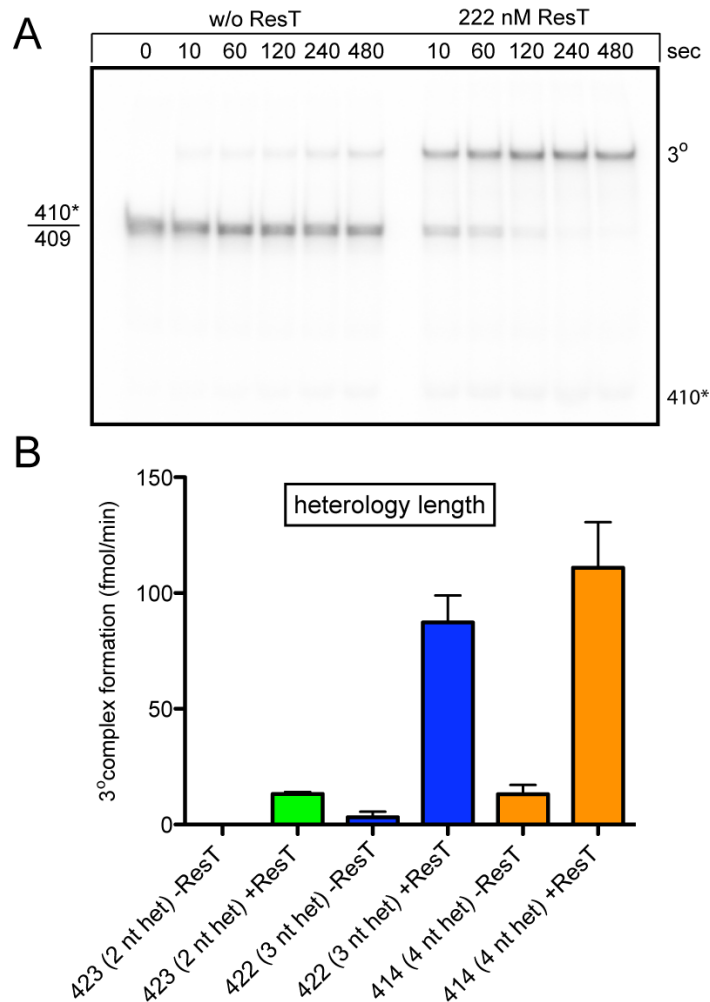 A
w/o ResT 222 nM ResT
0 10 60 120 240 480 10 60 120 240 480 sec
3°
410*
409
410*
B
heterology length
3°complex formation (fmol/min)
150
100
50
0
423 (2 nt het) -ResT
423 (2 nt het) +ResT
422 (3 nt het) -ResT
422 (3 nt het) +ResT
414 (4 nt het) -ResT
414 (4 nt het) +ResT